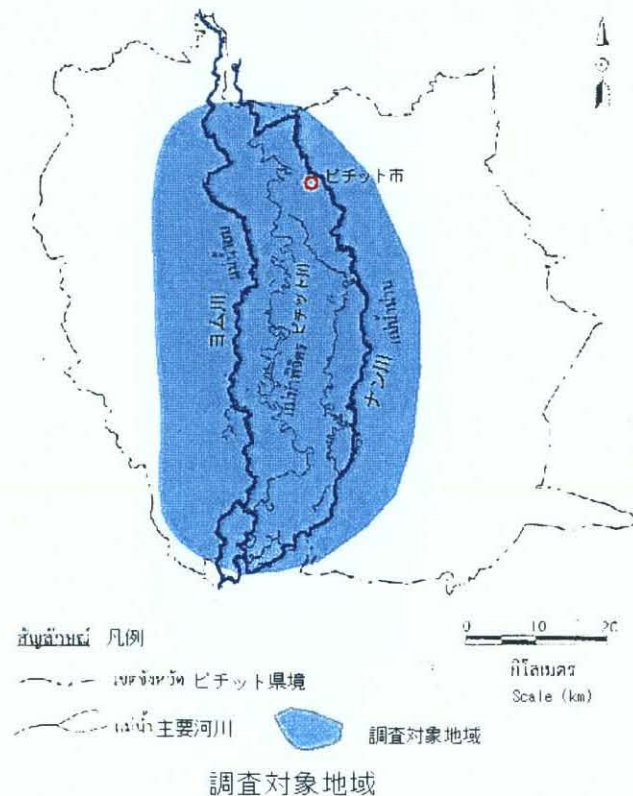 ピチット市
แม่น้ำยม
ヨム川
ピチット川
แม่น้ำพิจิตร
แม่น้ำน่าน
ナン川
สัญลักษณ์ 凡例
0 10 20
กิโลเมตร
Scale (km)
เขตจังหวัด ピチット県境
แม่น้ำ 主要河川
調査対象地域
調査対象地域